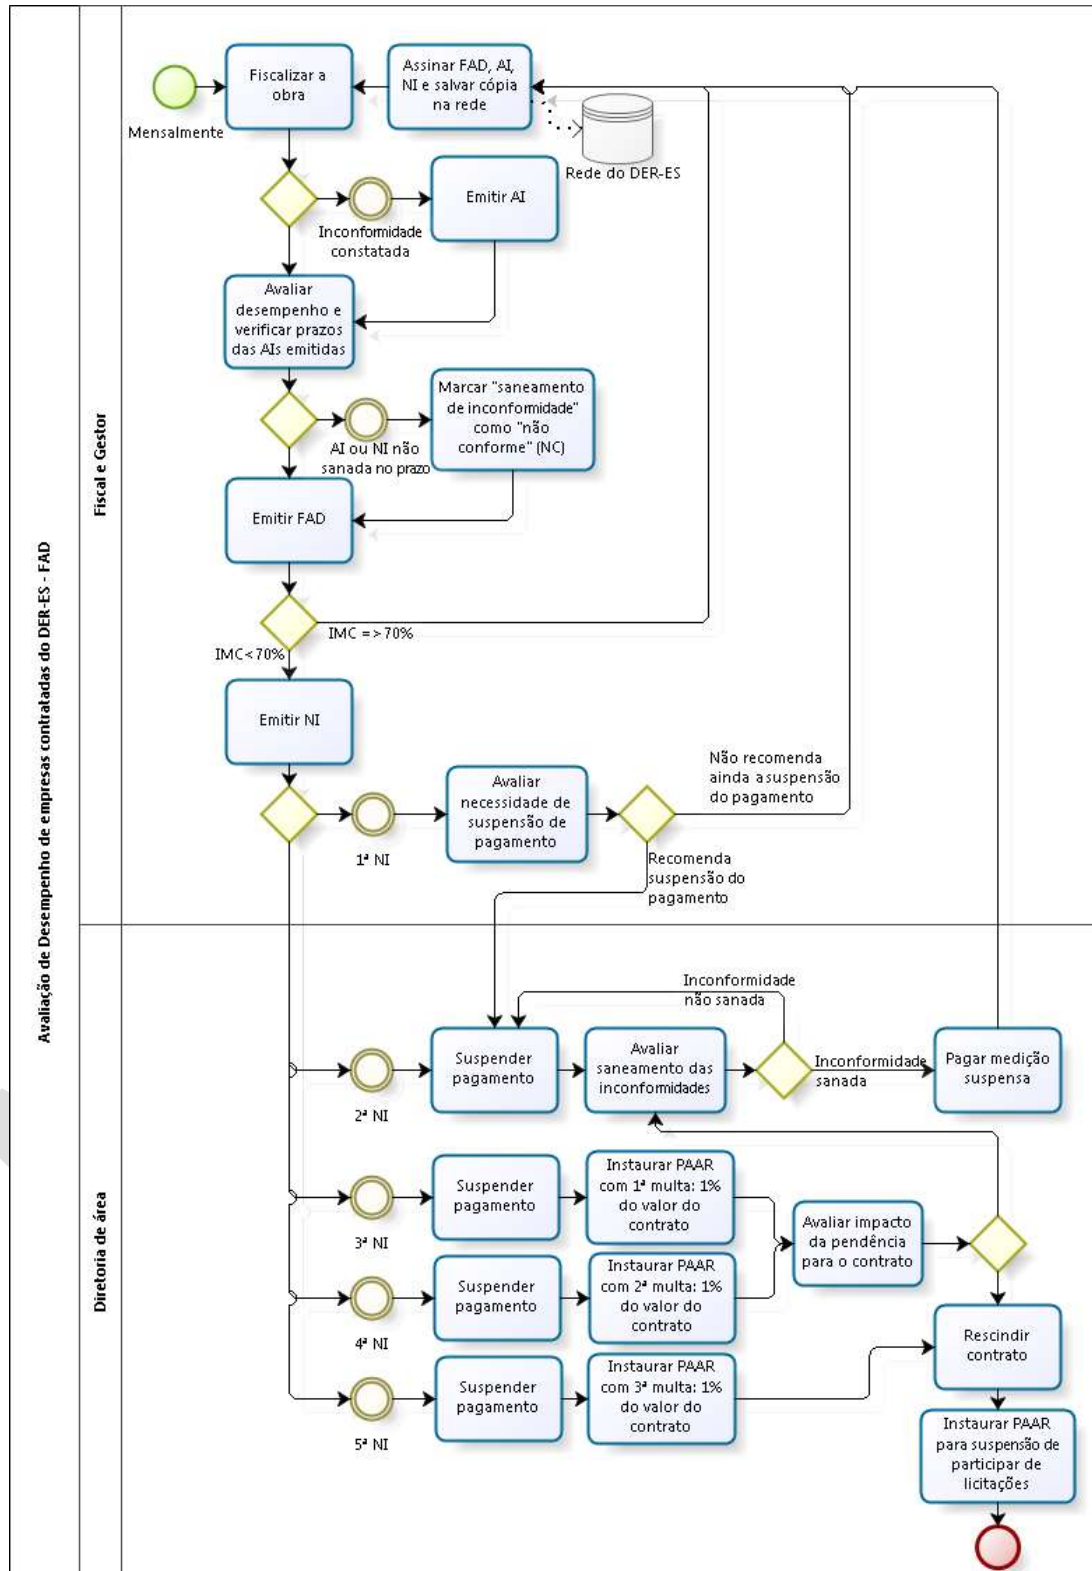 Avaliação de Desempenho de empresas contratadas do DER-ES - FAD
Fiscal e Gestor
Mensalmente
Fiscalizar a
obra
Assinar FAD, AI,
NI e salvar cópia
na rede
Rede do DER-ES
Inconformidade
constatada
Emitir AI
Avaliar
desempenho e
verificar prazos
das AIs emitidas
AI ou NI não
sanada no prazo
Marcar "saneamento
de inconformidade"
como "não
conforme" (NC)
Emitir FAD
IMC =>70%
IMC<70%
Emitir NI
1ª NI
Avaliar
necessidade de
suspensão de
pagamento
Não recomenda
ainda a suspensão
do pagamento
Recomenda
suspensão do
pagamento
Diretoria de área
2ª NI
Suspender
pagamento
Avaliar
saneamento das
inconformidades
Inconformidade
não sanada
Inconformidade
sanada
Pagar medição
suspensa
3ª NI
Suspender
pagamento
Instaurar PAAR
com 1ª multa: 1%
do valor do
contrato
Avaliar impacto
da pendência
para o contrato
4ª NI
Suspender
pagamento
Instaurar PAAR
com 2ª multa: 1%
do valor do
contrato
Rescindir
contrato
5ª NI
Suspender
pagamento
Instaurar PAAR
com 3ª multa: 1%
do valor do
contrato
Instaurar PAAR
para suspensão de
participar de
licitações